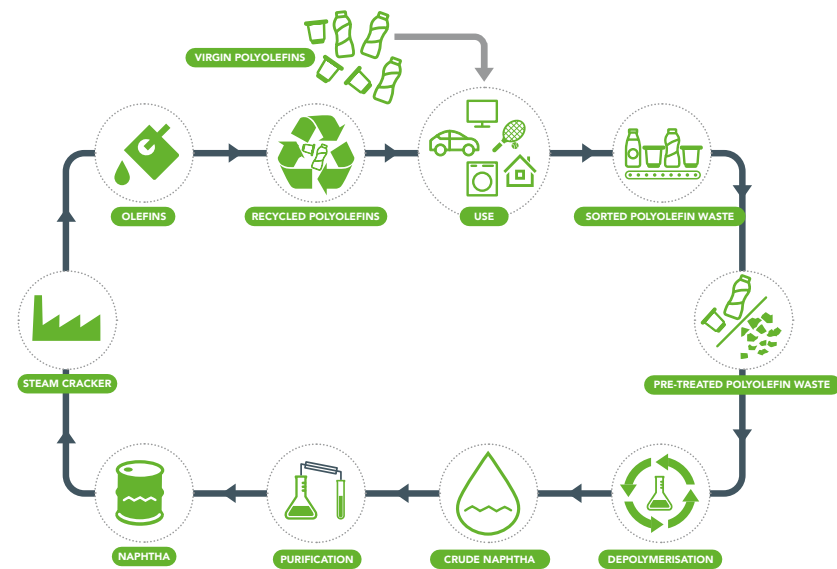 VIRGIN POLYOLEFINS
OLEFINS
RECYCLED POLYOLEFINS
USE
SORTED POLYOLEFIN WASTE
STEAM CRACKER
PRE-TREATED POLYOLEFIN WASTE
NAPHTHA
PURIFICATION
CRUDE NAPHTHA
DEPOLYMERISATION